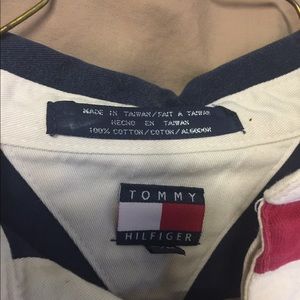 MADE IN TAIWAN/FAIT A TAIWAN
HECHO EN TAIWAN
100% COTTON/COTON/ALGODON
TOMMY
HILFIGER